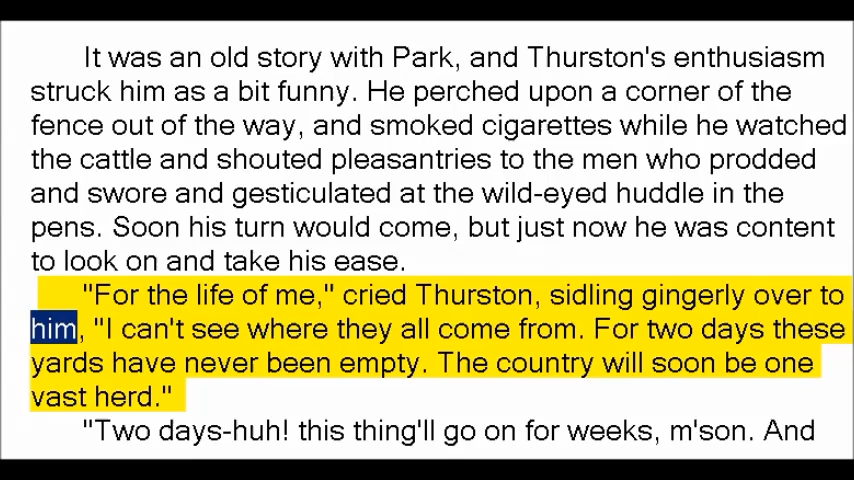 It was an old story with Park, and Thurston's enthusiasm
struck him as a bit funny. He perched upon a corner of the
fence out of the way, and smoked cigarettes while he watched
the cattle and shouted pleasantries to the men who prodded
and swore and gesticulated at the wild-eyed huddle in the
pens. Soon his turn would come, but just now he was content
to look on and take his ease.
"For the life of me," cried Thurston, sidling gingerly over to
him, "I can't see where they all come from. For two days these
yards have never been empty. The country will soon be one
vast herd."
"Two days-huh! this thing'll go on for weeks, m'son. And